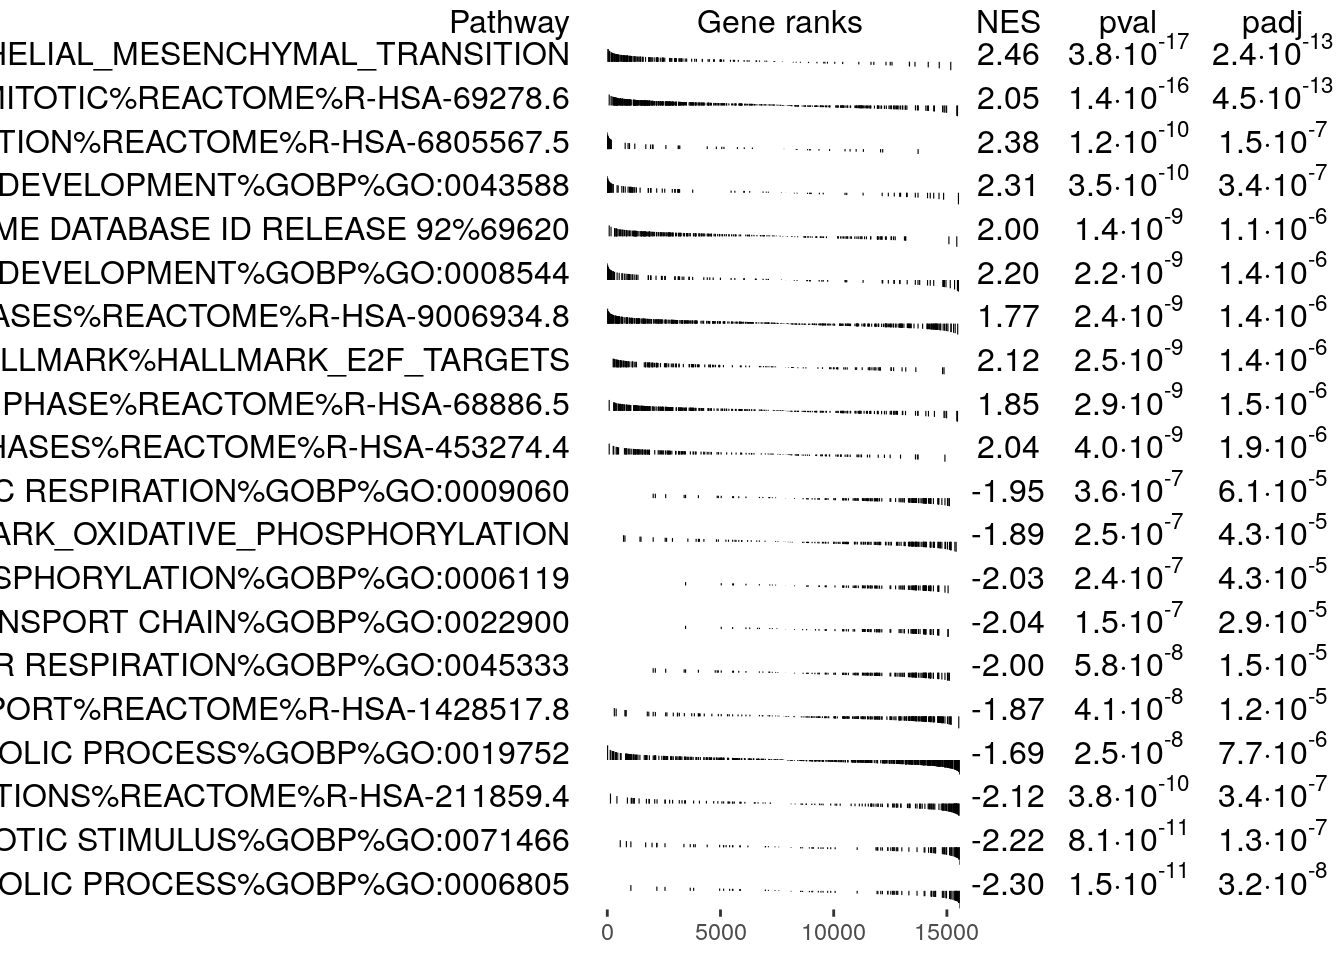 Pathway Gene ranks NES pval padj
HELIAL_MESENCHYMAL_TRANSITION 2.46 3.8·10^-17 2.4·10^-13
MITOTIC%REACTOME%R-HSA-69278.6 2.05 1.4·10^-16 4.5·10^-13
TION%REACTOME%R-HSA-6805567.5 2.38 1.2·10^-10 1.5·10^-7
DEVELOPMENT%GOBP%GO:0043588 2.31 3.5·10^-10 3.4·10^-7
ME DATABASE ID RELEASE 92%69620 2.00 1.4·10^-9 1.1·10^-6
DEVELOPMENT%GOBP%GO:0008544 2.20 2.2·10^-9 1.4·10^-6
ASES%REACTOME%R-HSA-9006934.8 1.77 2.4·10^-9 1.4·10^-6
LLMARK%HALLMARK_E2F_TARGETS 2.12 2.5·10^-9 1.4·10^-6
PHASE%REACTOME%R-HSA-68886.5 1.85 2.9·10^-9 1.5·10^-6
HASES%REACTOME%R-HSA-453274.4 2.04 4.0·10^-9 1.9·10^-6
C RESPIRATION%GOBP%GO:0009060 -1.95 3.6·10^-7 6.1·10^-5
ARK_OXIDATIVE_PHOSPHORYLATION -1.89 2.5·10^-7 4.3·10^-5
SPHORYLATION%GOBP%GO:0006119 -2.03 2.4·10^-7 4.3·10^-5
NSPORT CHAIN%GOBP%GO:0022900 -2.04 1.5·10^-7 2.9·10^-5
R RESPIRATION%GOBP%GO:0045333 -2.00 5.8·10^-8 1.5·10^-5
PORT%REACTOME%R-HSA-1428517.8 -1.87 4.1·10^-8 1.2·10^-5
OLIC PROCESS%GOBP%GO:0019752 -1.69 2.5·10^-8 7.7·10^-6
TIONS%REACTOME%R-HSA-211859.4 -2.12 3.8·10^-10 3.4·10^-7
OTIC STIMULUS%GOBP%GO:0071466 -2.22 8.1·10^-11 1.3·10^-7
OLIC PROCESS%GOBP%GO:0006805 -2.30 1.5·10^-11 3.2·10^-8
0 5000 10000 15000